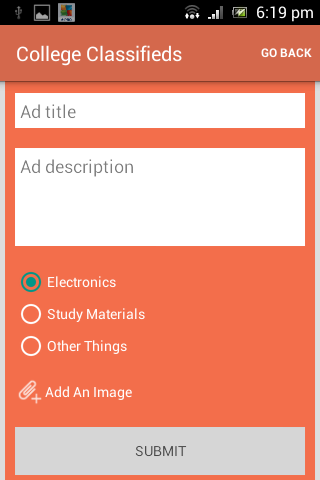 6:19 pm
College Classifieds
GO BACK
Ad title
Ad description
Electronics
Study Materials
Other Things
Add An Image
SUBMIT